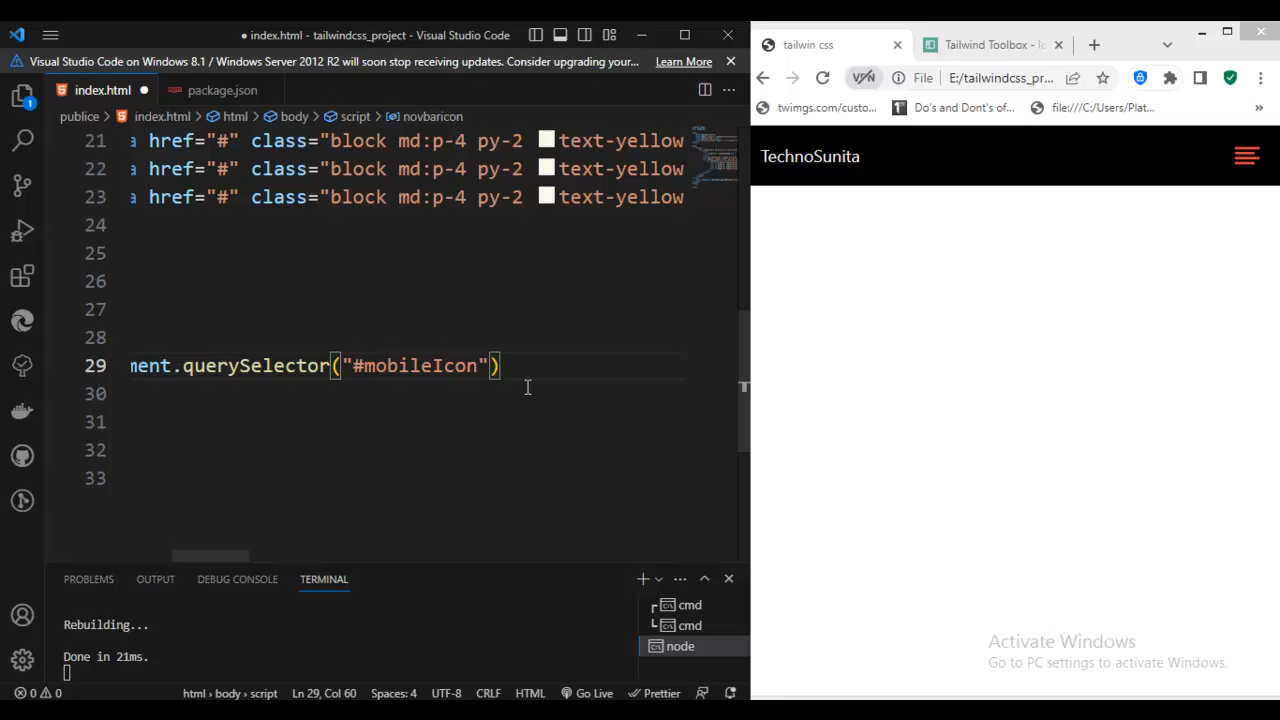 index.html - tailwindcss_project - Visual Studio Code
Visual Studio Code on Windows 8.1 / Windows Server 2012 R2 will soon stop receiving updates. Consider upgrading your... Learn More
index.html
package.json
publice > index.html > html > body > script > novbaricon
21 a href="#" class="block md:p-4 py-2 text-yellow
22 a href="#" class="block md:p-4 py-2 text-yellow
23 a href="#" class="block md:p-4 py-2 text-yellow
24
25
26
27
28
29 ment.querySelector("#mobileIcon")
30
31
32
33
PROBLEMS OUTPUT DEBUG CONSOLE TERMINAL
Rebuilding...
Done in 21ms.
cmd
cmd
node
0 0 html > body > script Ln 29, Col 60 Spaces: 4 UTF-8 CRLF HTML Go Live Prettier
1
tailwin css
Tailwind Toolbox - Ic
VPN File E:/tailwindcss_pr...
twimgs.com/custo... Do's and Dont's of... file:///C:/Users/Plat... »
TechnoSunita
Activate Windows
Go to PC settings to activate Windows.